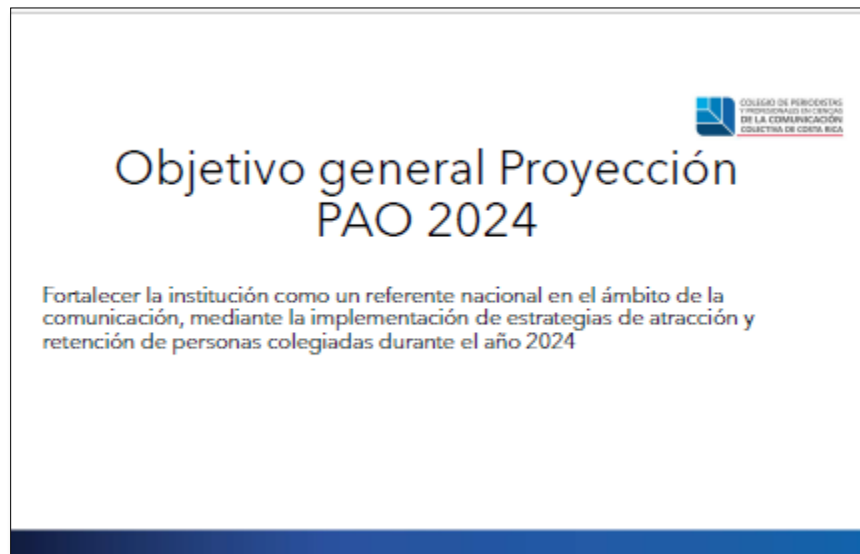 COLEGIO DE PERIODISTAS
Y PROFESIONALES EN CIENCIAS
DE LA COMUNICACIÓN
COLECTIVA DE COSTA RICA
Objetivo general Proyección
PAO 2024
Fortalecer la institución como un referente nacional en el ámbito de la
comunicación, mediante la implementación de estrategias de atracción y
retención de personas colegiadas durante el año 2024